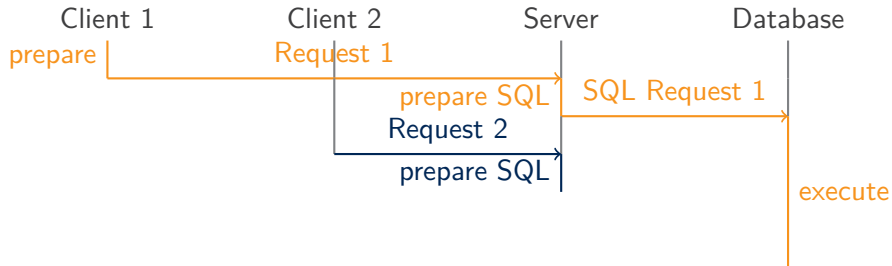 Client 1
Client 2
Server
Database
prepare
Request 1
prepare SQL
SQL Request 1
Request 2
prepare SQL
execute